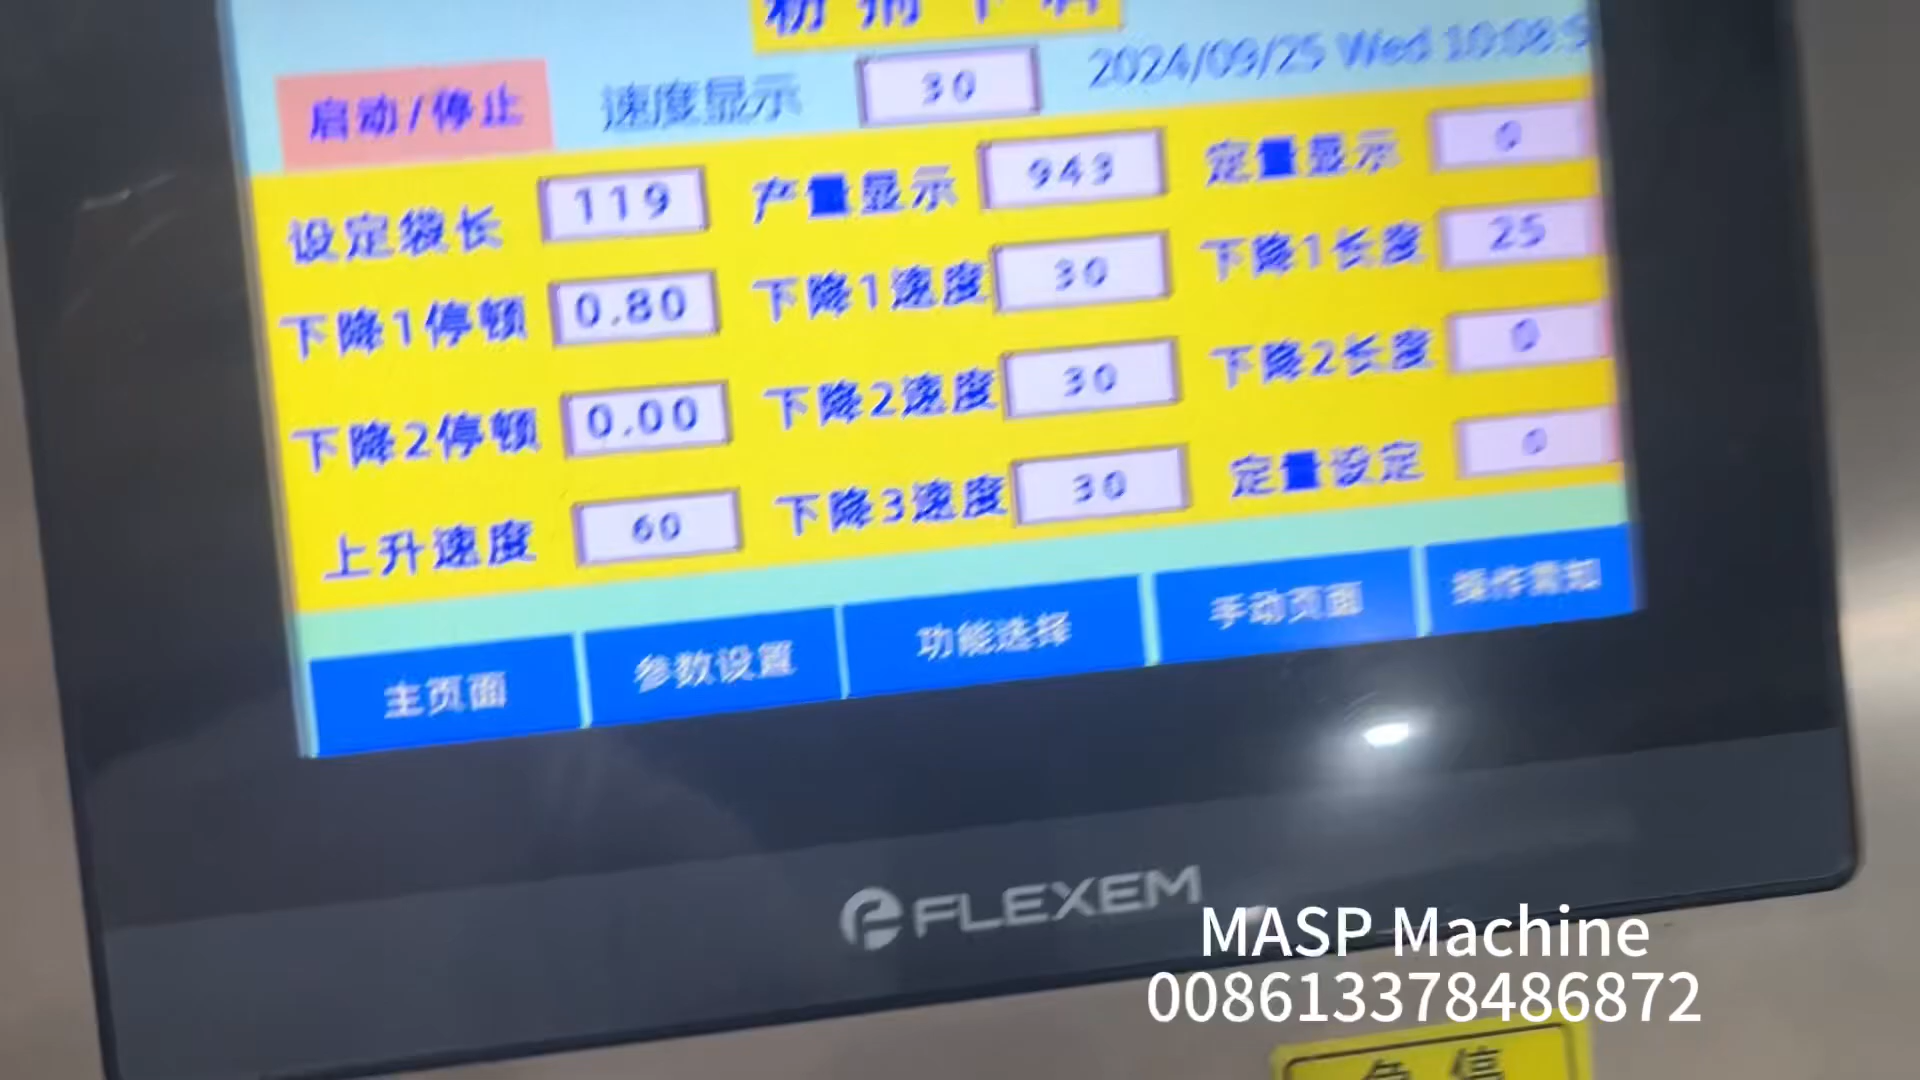 粉剂下料
启动/停止 速度显示 30 2024/09/25 Wed 10:08:5
设定袋长 119 产量显示 943 定量显示 0
下降1停顿 0.80 下降1速度 30 下降1长度 25
下降2停顿 0.00 下降2速度 30 下降2长度 0
上升速度 60 下降3速度 30 定量设定 0
主页面 参数设置 功能选择 手动页面 操作需知
FLEXEM
MASP Machine
008613378486872
急停